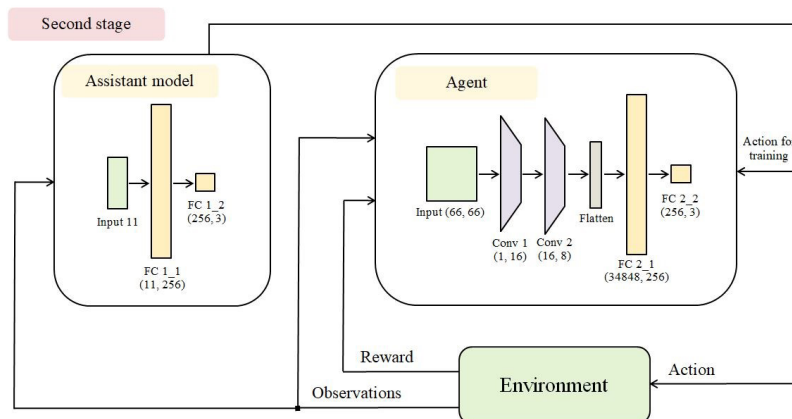 Second stage
Assistant model
Input 11
FC 1_1
(11, 256)
FC 1_2
(256, 3)
Agent
Input (66, 66)
Conv 1
(1, 16)
Conv 2
(16, 8)
Flatten
FC 2_1
(34848, 256)
FC 2_2
(256, 3)
Action for
training
Reward
Observations
Environment
Action